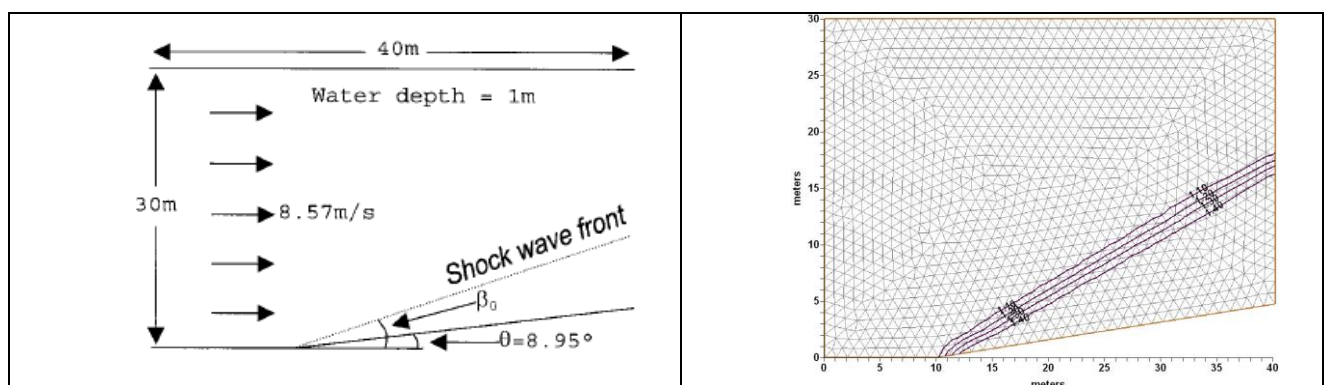 40m
Water depth = 1m
30m
8.57m/s
Shock wave front
β₀
θ=8.95°
30
25
20
15
10
5
0
meters
0 5 10 15 20 25 30 35 40
meters